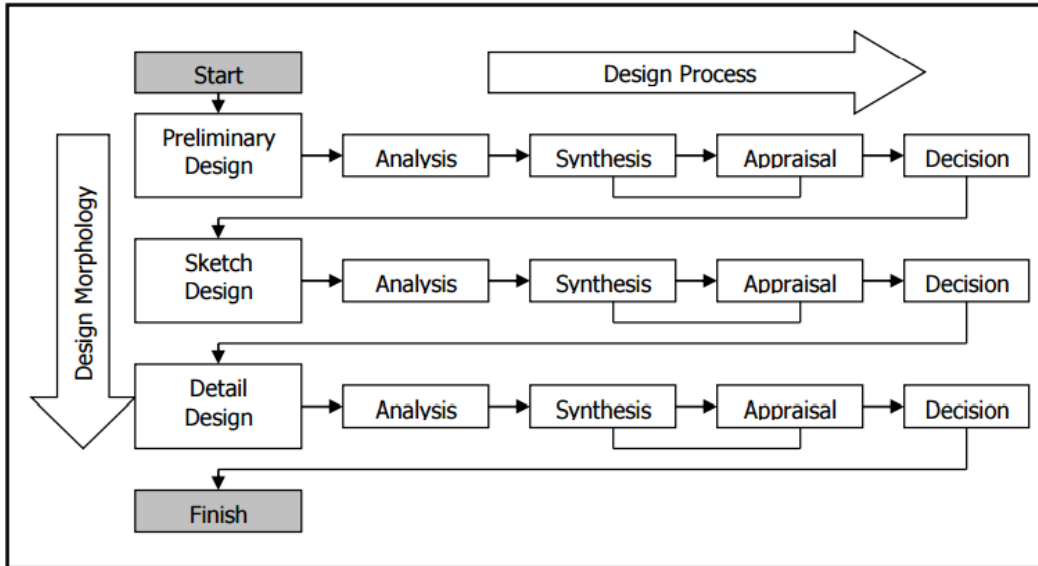 Start
Design Process
Preliminary
Design
Analysis
Synthesis
Appraisal
Decision
Design Morphology
Sketch
Design
Analysis
Synthesis
Appraisal
Decision
Detail
Design
Analysis
Synthesis
Appraisal
Decision
Finish